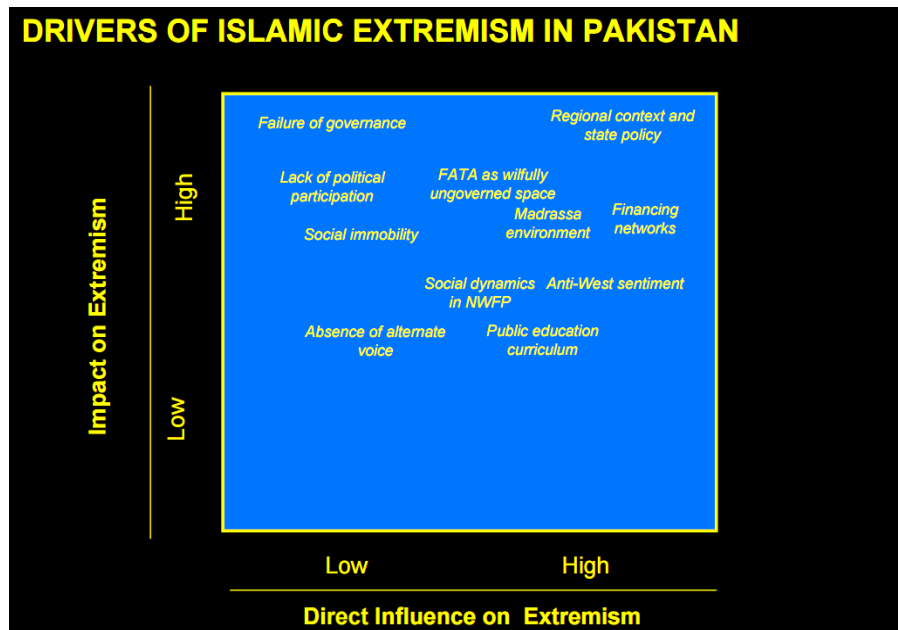 DRIVERS OF ISLAMIC EXTREMISM IN PAKISTAN
Failure of governance
Regional context and
state policy
Lack of political
participation
FATA as wilfully
ungoverned space
Madrassa
environment
Financing
networks
Social immobility
Social dynamics
in NWFP
Anti-West sentiment
Absence of alternate
voice
Public education
curriculum
Impact on Extremism
High
Low
Low
High
Direct Influence on Extremism